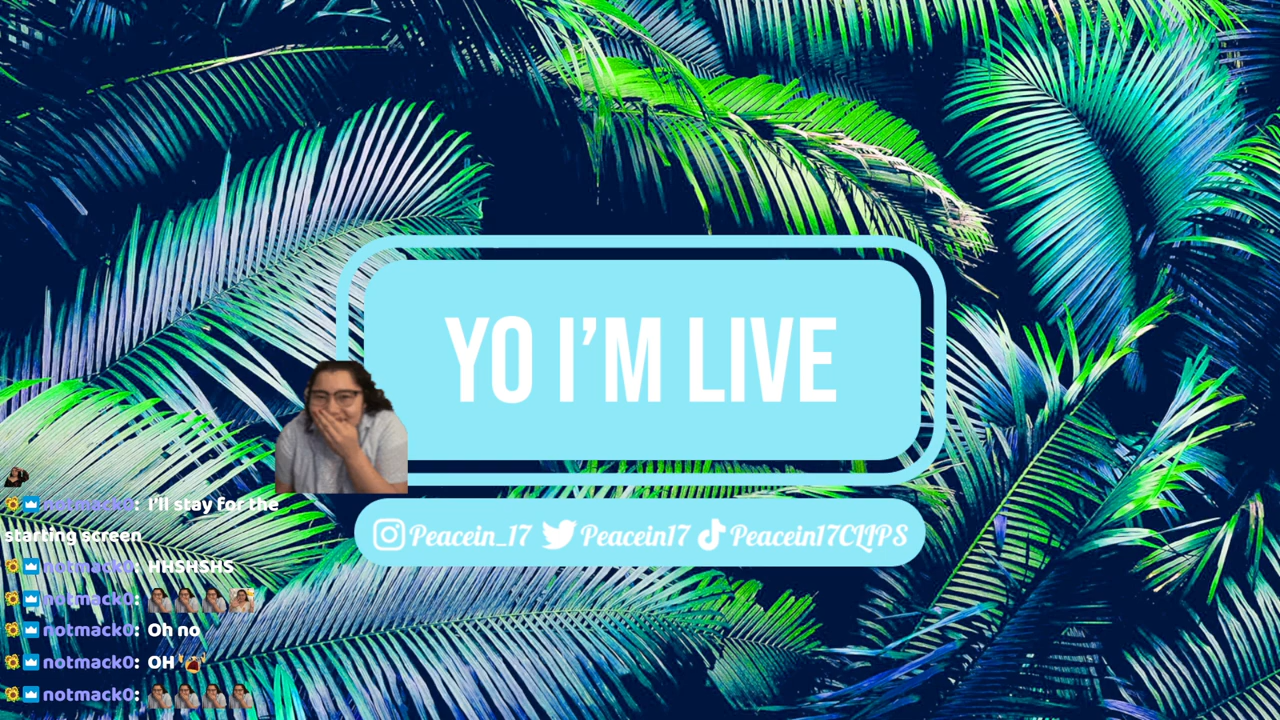 YO I'M LIVE
Peacein_17 Peacein17 Peacein17CLIPS
notmack0: I'll stay for the
starting screen
notmack0: HHSHSHS
notmack0:
notmack0: Oh no
notmack0: OH
notmack0: